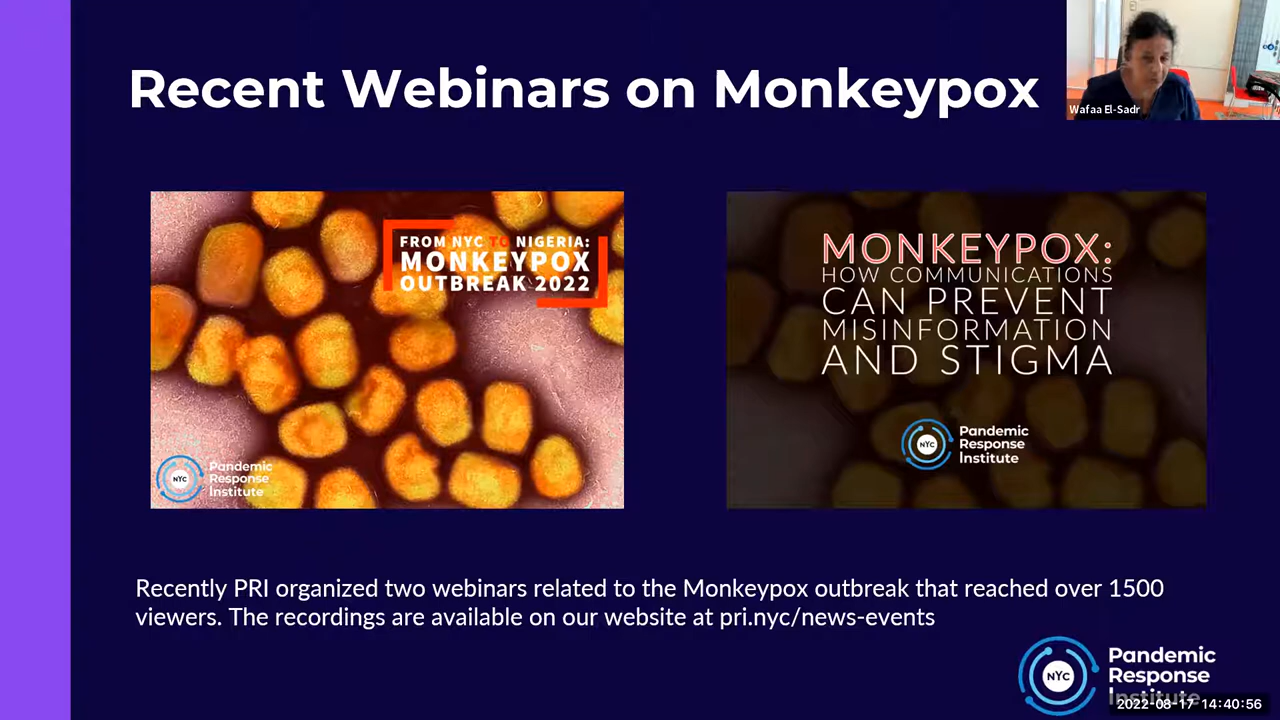 Recent Webinars on Monkeypox
Wafaa El-Sadr
FROM NYC TO NIGERIA:
MONKEYPOX
OUTBREAK 2022
NYC
Pandemic
Response
Institute
MONKEYPOX:
HOW COMMUNICATIONS
CAN PREVENT
MISINFORMATION
AND STIGMA
NYC
Pandemic
Response
Institute
Recently PRI organized two webinars related to the Monkeypox outbreak that reached over 1500
viewers. The recordings are available on our website at pri.nyc/news-events
NYC
Pandemic
Response
Institute
2022-08-17 14:40:56